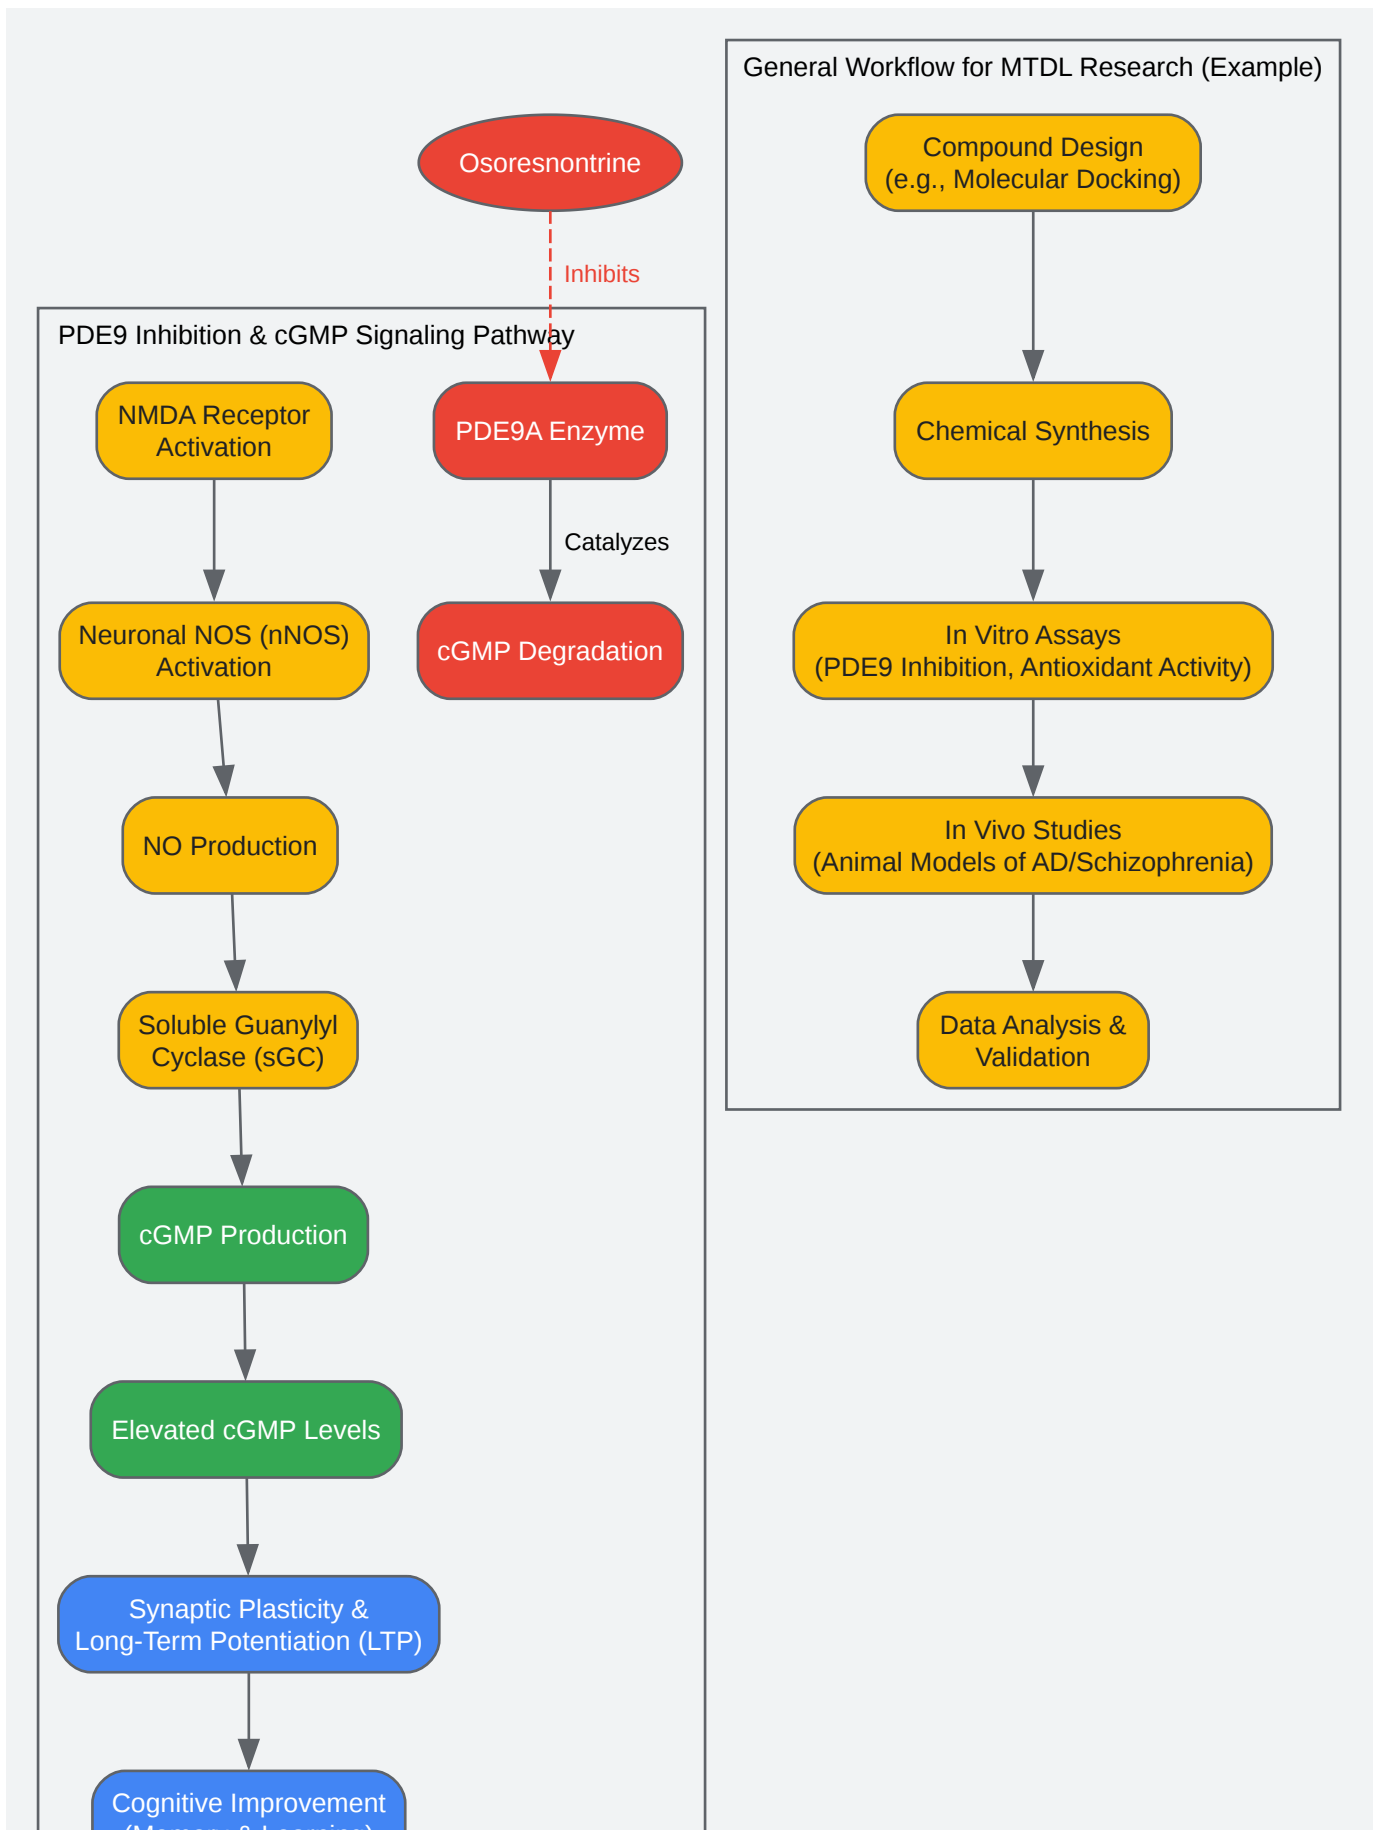 General Workflow for MTDL Research (Example)
Compound Design
(e.g., Molecular Docking)
Chemical Synthesis
In Vitro Assays
(PDE9 Inhibition, Antioxidant Activity)
In Vivo Studies
(Animal Models of AD/Schizophrenia)
Data Analysis &
Validation
Osoresnontrine
Inhibits
PDE9 Inhibition & cGMP Signaling Pathway
PDE9A Enzyme
Catalyzes
cGMP Degradation
NMDA Receptor
Activation
Neuronal NOS (nNOS)
Activation
NO Production
Soluble Guanylyl
Cyclase (sGC)
cGMP Production
Elevated cGMP Levels
Synaptic Plasticity &
Long-Term Potentiation (LTP)
Cognitive Improvement
(Memory & Learning)